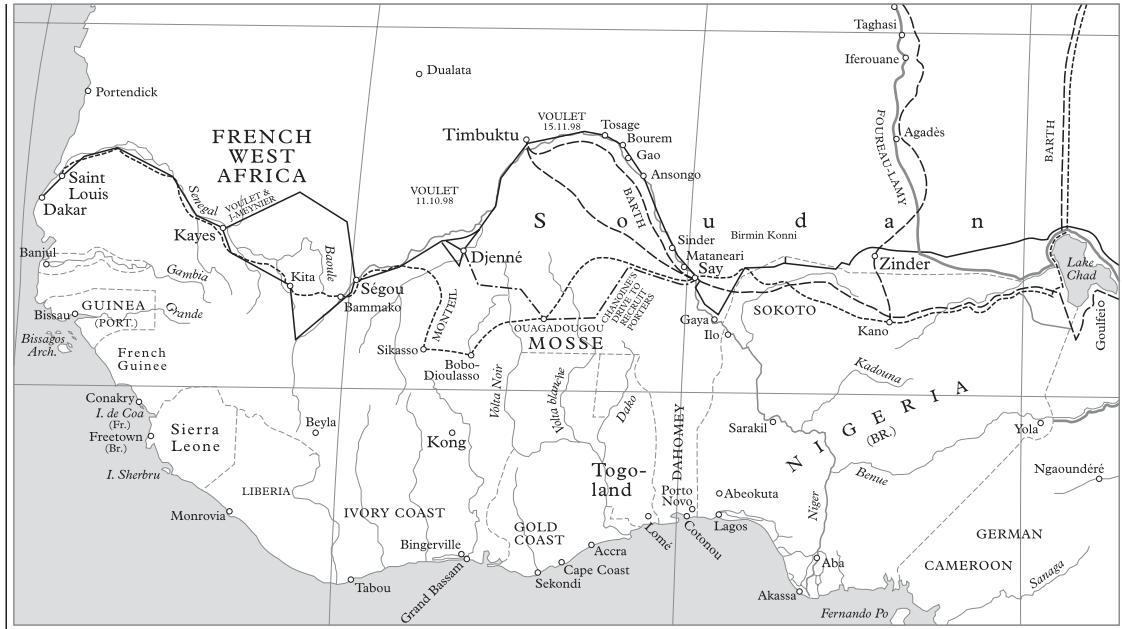 Taghasi
Iferouane
Dualata
Portendick
VOULET
15.11.98
Tosage
Bourem
Timbuktu
Gao
Ansongo
FOUREAU-LAMY
Agadès
BARTH
FRENCH
WEST
AFRICA
Saint
Louis
Dakar
Senegal
VOULET &
J-MEYNIER
VOULET
11.10.98
BARTH
S o u d a n
Kayes
Baoule
Djenné
Sinder
Mataneari
Say
Birmin Konni
Zinder
Lake
Chad
Banjul
Gambia
Kita
Ségou
Bammako
MONTEIL
CHANOINE'S
DRIVE TO
RECRUIT
PORTERS
GUINEA
(PORT.)
Grande
Bissau
Bissagos
Arch.
OUAGADOUGOU
MOSSE
Gaya
Ilo
SOKOTO
Kano
Goulfeil
French
Guinee
Sikasso
Bobo-
Dioulasso
Volta Noir
Volta blanche
Dako
Kadouna
NIGERIA
(BR.)
Conakry
I. de Coa
(Fr.)
Freetown
(Br.)
Sierra
Leone
Beyla
Kong
DAHOMEY
Sarakil
Yola
I. Sherbru
Togo-
land
Benue
Ngaoundéré
LIBERIA
Porto
Novo
Abeokuta
Niger
Monrovia
IVORY COAST
GOLD
COAST
Lomé
Cotonou
Lagos
GERMAN
CAMEROON
Bingerville
Grand Bassam
Accra
Cape Coast
Sekondi
Tabou
Aba
Akassa
Sanaga
Fernando Po